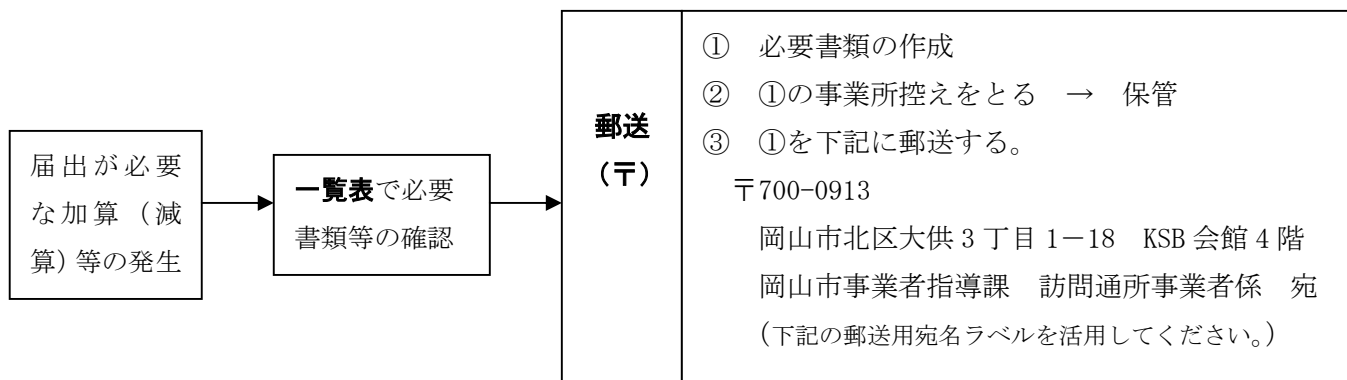 届出が必要
な加算（減
算）等の発生
一覧表で必要
書類等の確認
郵送
（〒）
① 必要書類の作成
② ①の事業所控えをとる → 保管
③ ①を下記に郵送する。
〒700-0913
岡山市北区大供３丁目１－18 KSB 会館４階
岡山市事業者指導課 訪問通所事業者係 宛
（下記の郵送用宛名ラベルを活用してください。）